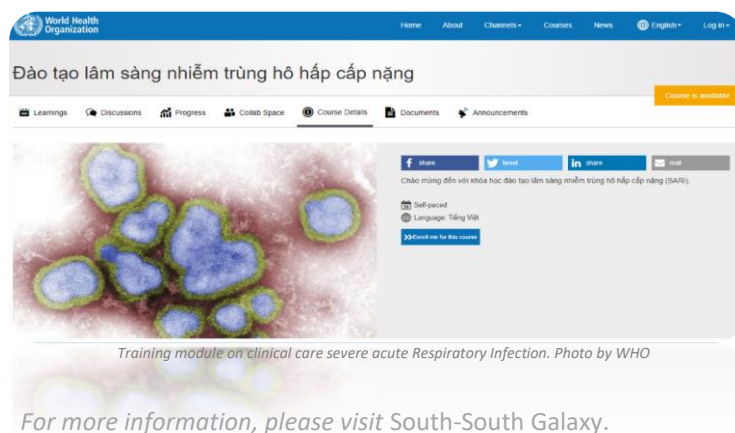 World Health
Organization
Home About Channels Courses News English Log in
Đào tạo lâm sàng nhiễm trùng hô hấp cấp nặng
Course is available
Learnings Discussions Progress Collab Space Course Details Documents Announcements
share tweet share mail
Chào mừng đến với khóa học đào tạo lâm sàng nhiễm trùng hô hấp cấp nặng (SARI).
Self-paced
Language: Tiếng Việt
Enroll me for this course
Training module on clinical care severe acute Respiratory Infection. Photo by WHO
For more information, please visit South-South Galaxy.